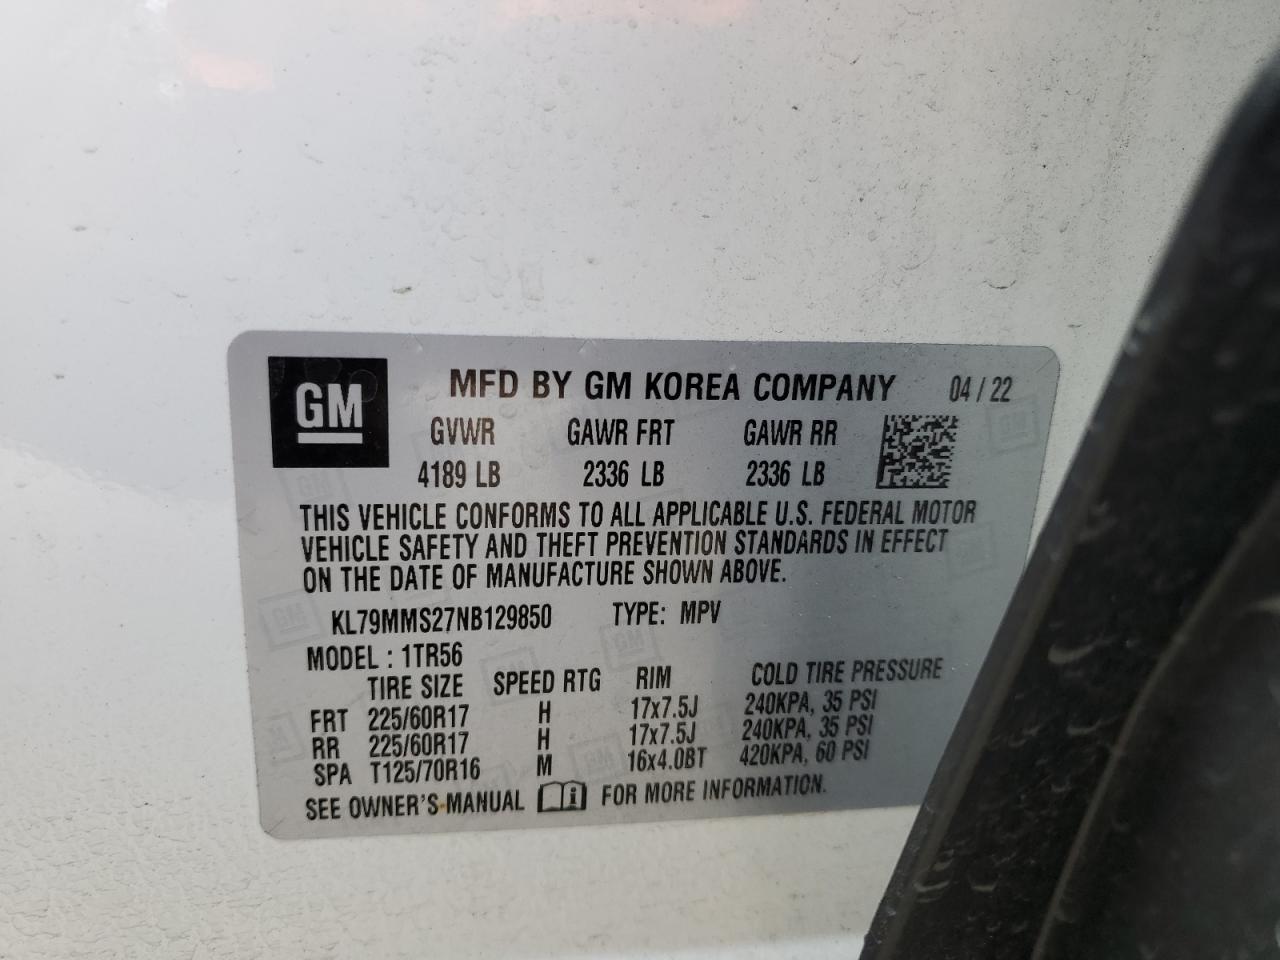 GM
MFD BY GM KOREA COMPANY 04 / 22
GVWR GAWR FRT GAWR RR
4189 LB 2336 LB 2336 LB
THIS VEHICLE CONFORMS TO ALL APPLICABLE U.S. FEDERAL MOTOR
VEHICLE SAFETY AND THEFT PREVENTION STANDARDS IN EFFECT
ON THE DATE OF MANUFACTURE SHOWN ABOVE.
KL79MMS27NB129850 TYPE: MPV
MODEL : 1TR56
TIRE SIZE SPEED RTG RIM COLD TIRE PRESSURE
FRT 225/60R17 H 17x7.5J 240KPA, 35 PSI
RR 225/60R17 H 17x7.5J 240KPA, 35 PSI
SPA T125/70R16 M 16x4.0BT 420KPA, 60 PSI
SEE OWNER'S MANUAL FOR MORE INFORMATION.